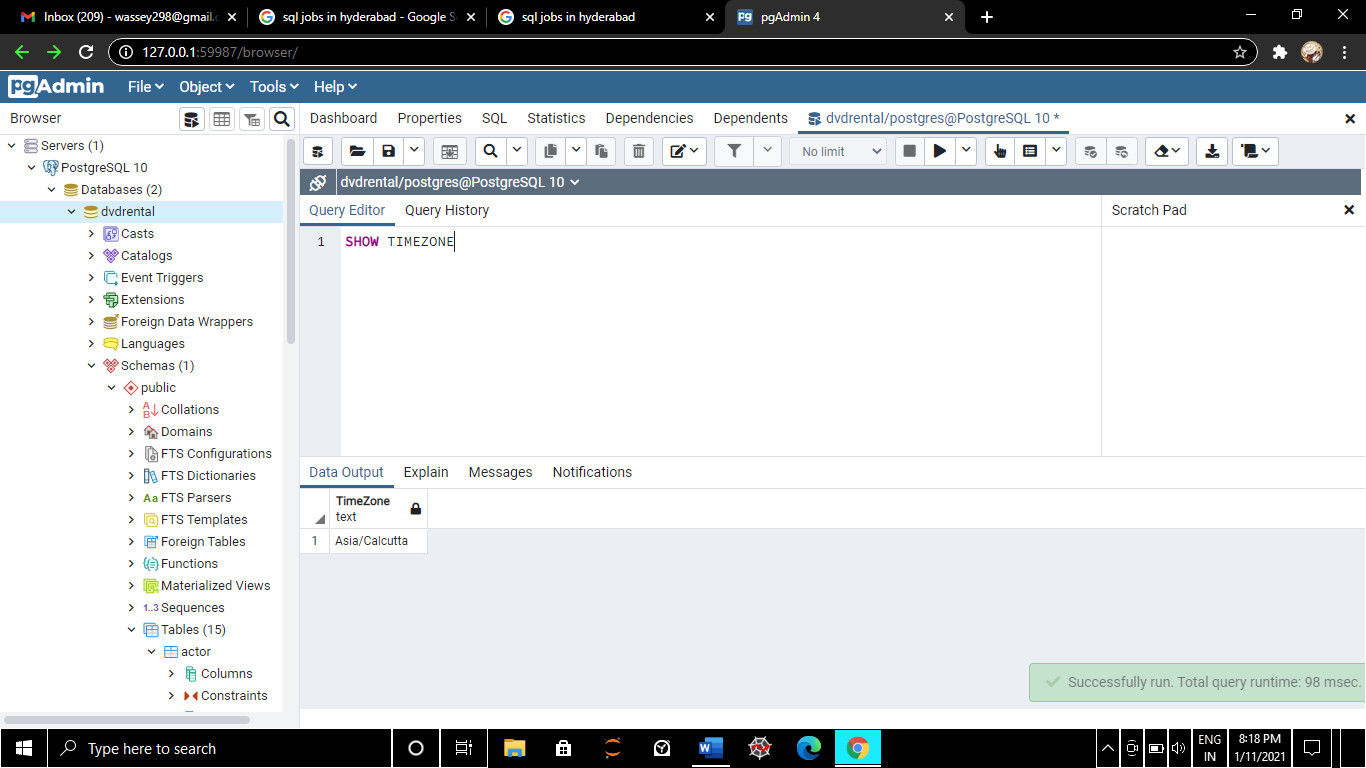 Inbox (209) - wassey298@gmail.c
sql jobs in hyderabad - Google S
sql jobs in hyderabad
pgAdmin 4
127.0.0.1:59987/browser/
pgAdmin
File
Object
Tools
Help
Browser
Dashboard
Properties
SQL
Statistics
Dependencies
Dependents
dvdrental/postgres@PostgreSQL 10 *
No limit
dvdrental/postgres@PostgreSQL 10
Query Editor
Query History
Scratch Pad
1 SHOW TIMEZONE
Servers (1)
PostgreSQL 10
Databases (2)
dvdrental
Casts
Catalogs
Event Triggers
Extensions
Foreign Data Wrappers
Languages
Schemas (1)
public
Collations
Domains
FTS Configurations
FTS Dictionaries
Aa FTS Parsers
FTS Templates
Foreign Tables
Functions
Materialized Views
1..3 Sequences
Tables (15)
actor
Columns
Constraints
Data Output
Explain
Messages
Notifications
TimeZone
text
1 Asia/Calcutta
Successfully run. Total query runtime: 98 msec.
Type here to search
ENG
IN
8:18 PM
1/11/2021